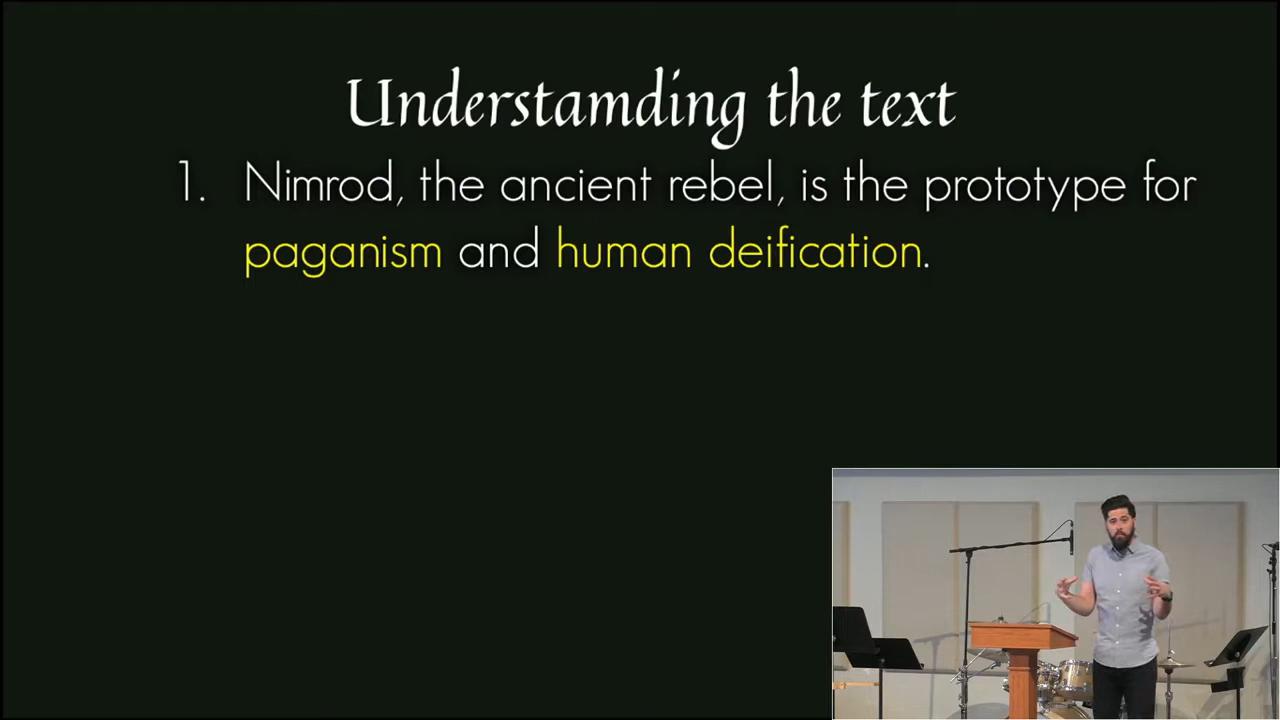 Understamding the text
1. Nimrod, the ancient rebel, is the prototype for
paganism and human deification.